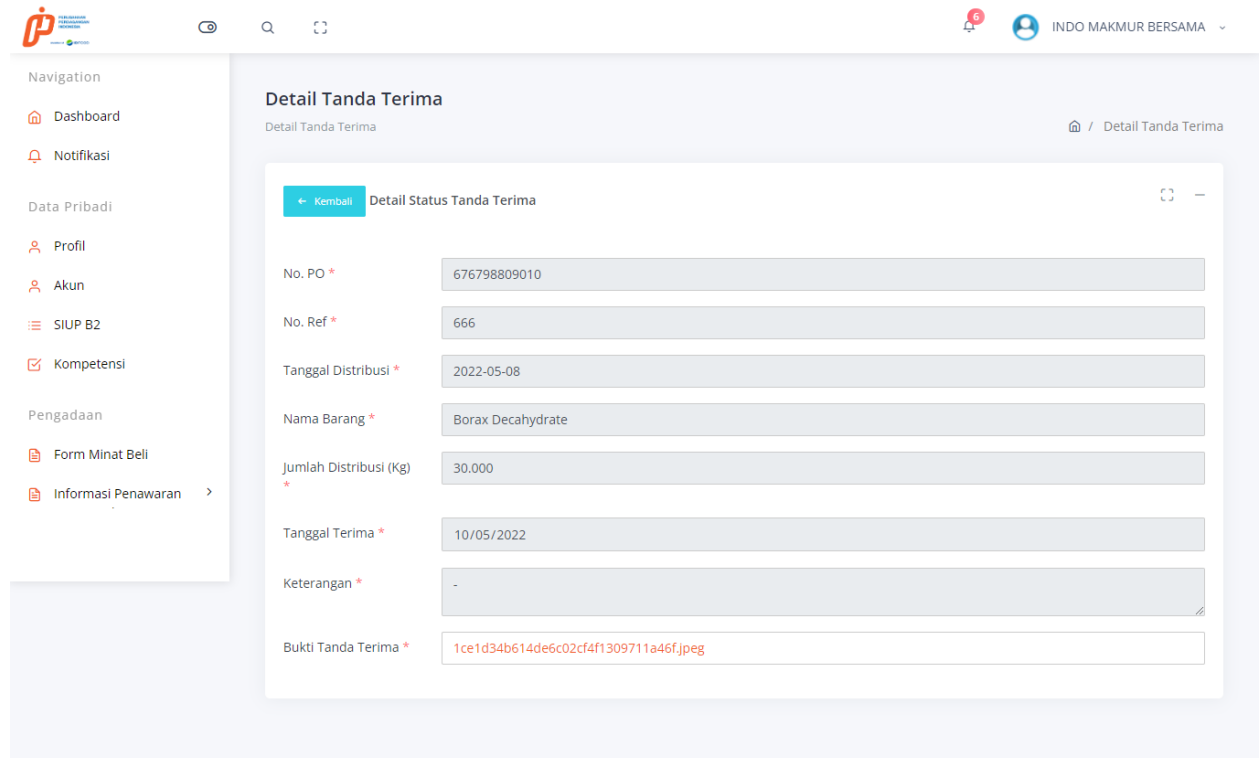 PERUSAHAAN
PERDAGANGAN
INDONESIA
6
INDO MAKMUR BERSAMA
Navigation
Dashboard
Notifikasi
Data Pribadi
Profil
Akun
SIUP B2
Kompetensi
Pengadaan
Form Minat Beli
Informasi Penawaran
Detail Tanda Terima
Detail Tanda Terima
/ Detail Tanda Terima
← Kembali Detail Status Tanda Terima
No. PO * 676798809010
No. Ref * 666
Tanggal Distribusi * 2022-05-08
Nama Barang * Borax Decahydrate
Jumlah Distribusi (Kg) * 30.000
Tanggal Terima * 10/05/2022
Keterangan * -
Bukti Tanda Terima * 1ce1d34b614de6c02cf4f1309711a46f.jpeg